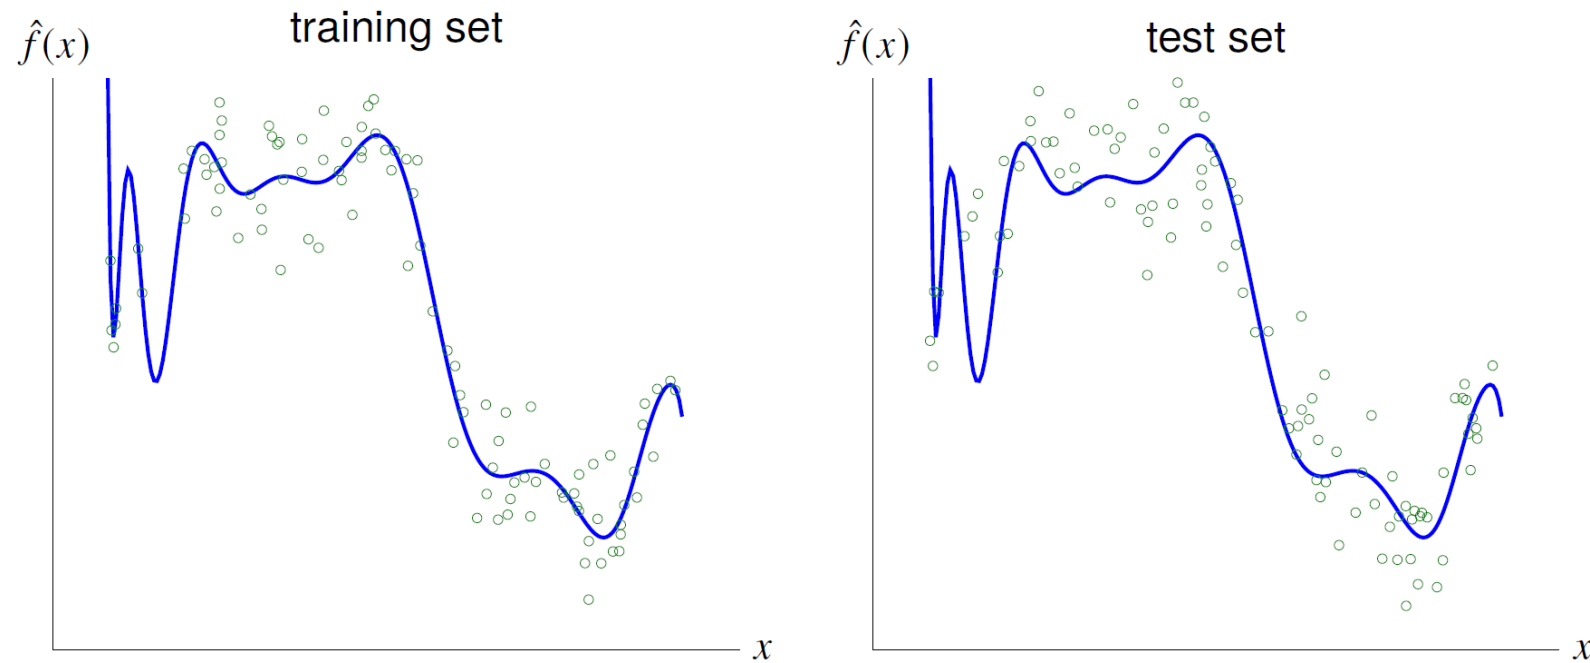 training set
f̂(x)
x
test set
f̂(x)
x